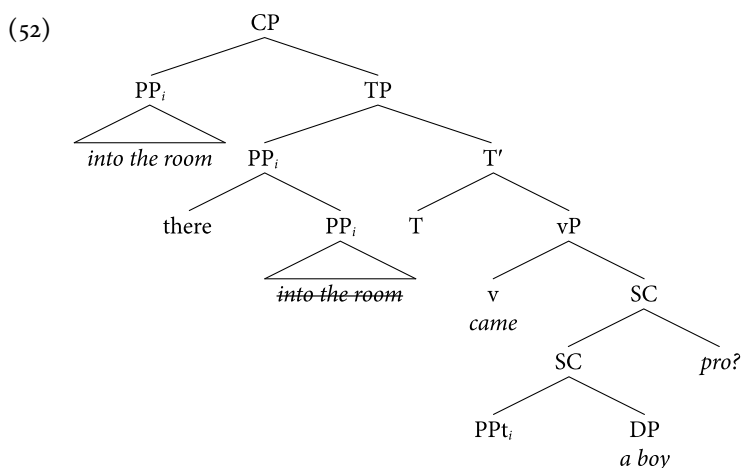 (52)
CP
PPi TP
into the room PPi T′
there PPi T vP
into the room v SC
came
SC pro?
PPti DP
a boy